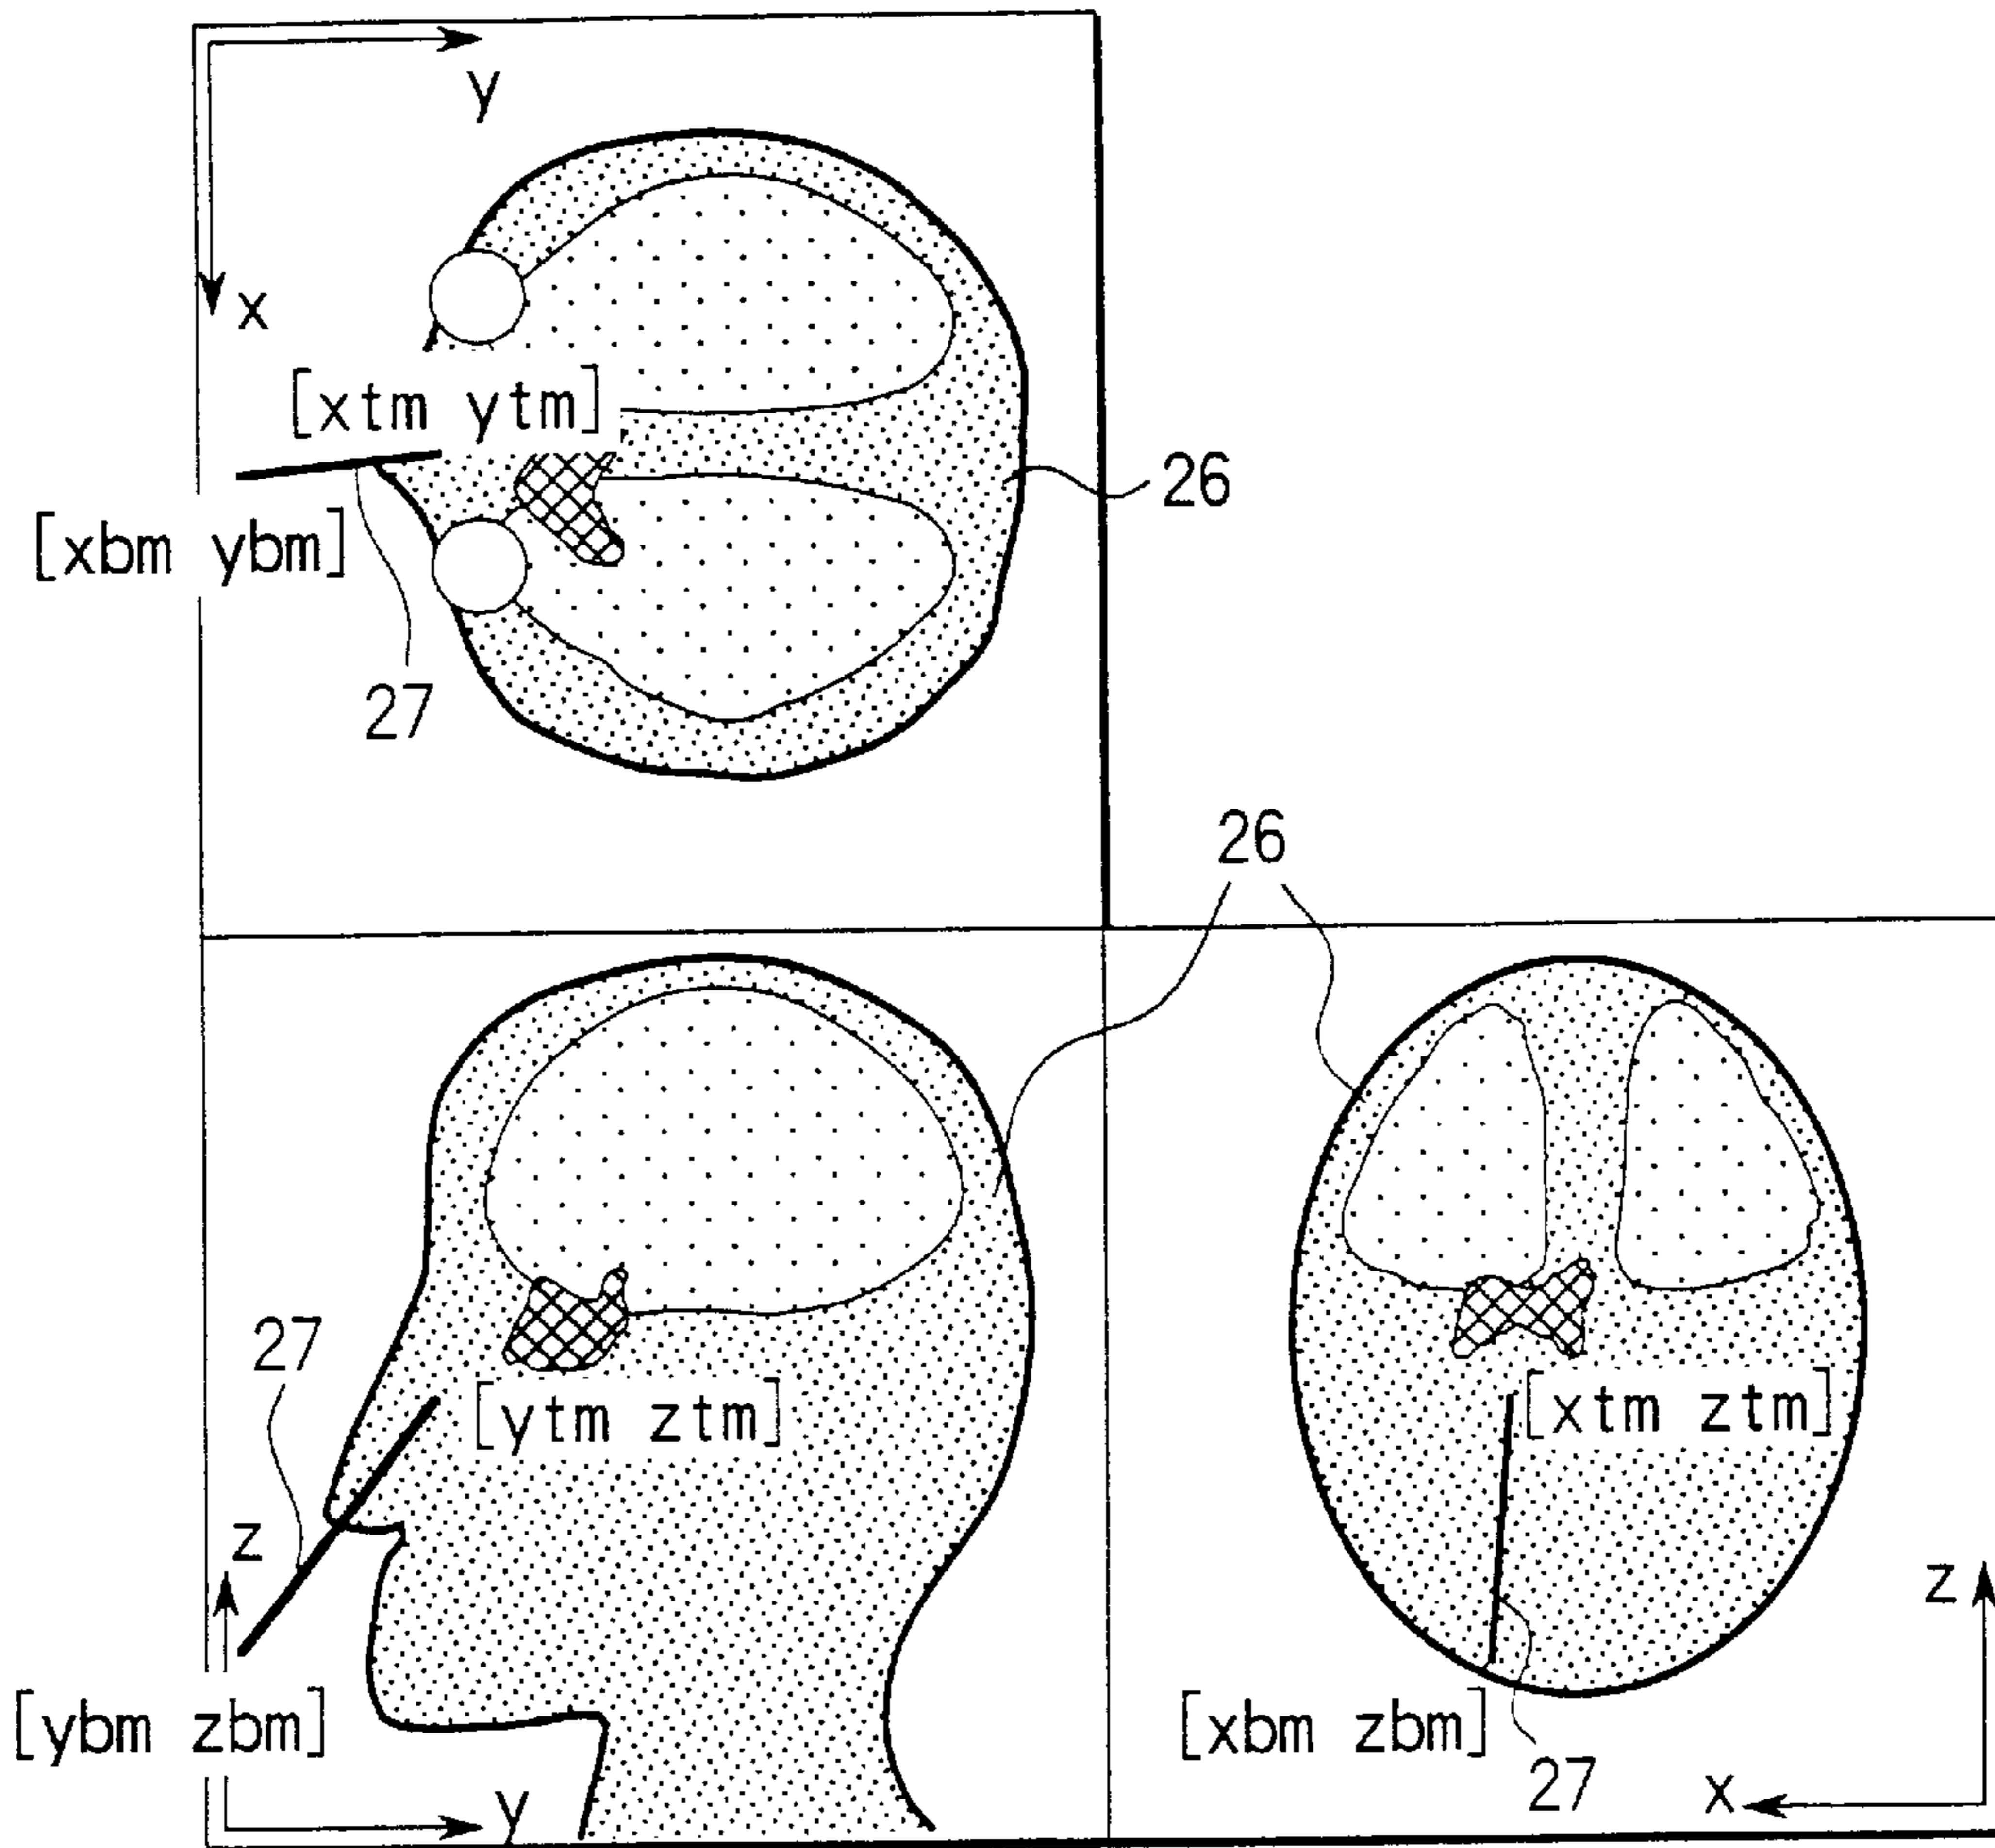 y
x
[xtm ytm]
26
[xbm ybm]
27
26
27
[ytm ztm]
[xtm ztm]
z
z
[ybm zbm]
[xbm zbm]
27
y
x